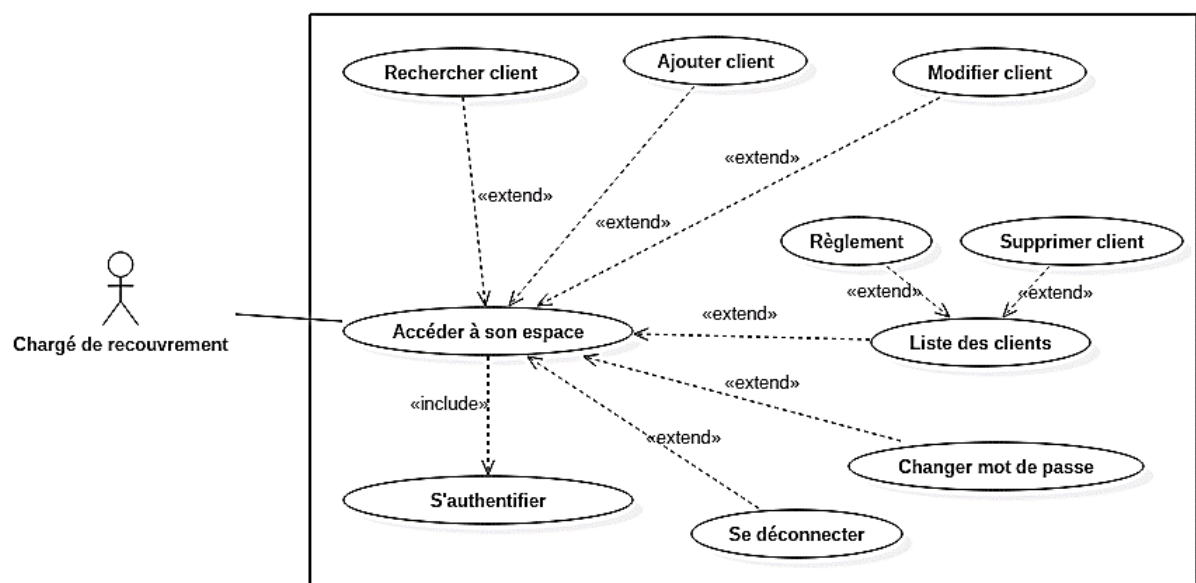 Rechercher client
Ajouter client
Modifier client
«extend»
«extend»
«extend»
Règlement
Supprimer client
«extend»
«extend»
Chargé de recouvrement
Accéder à son espace
«extend»
Liste des clients
«extend»
«include»
«extend»
Changer mot de passe
S'authentifier
Se déconnecter